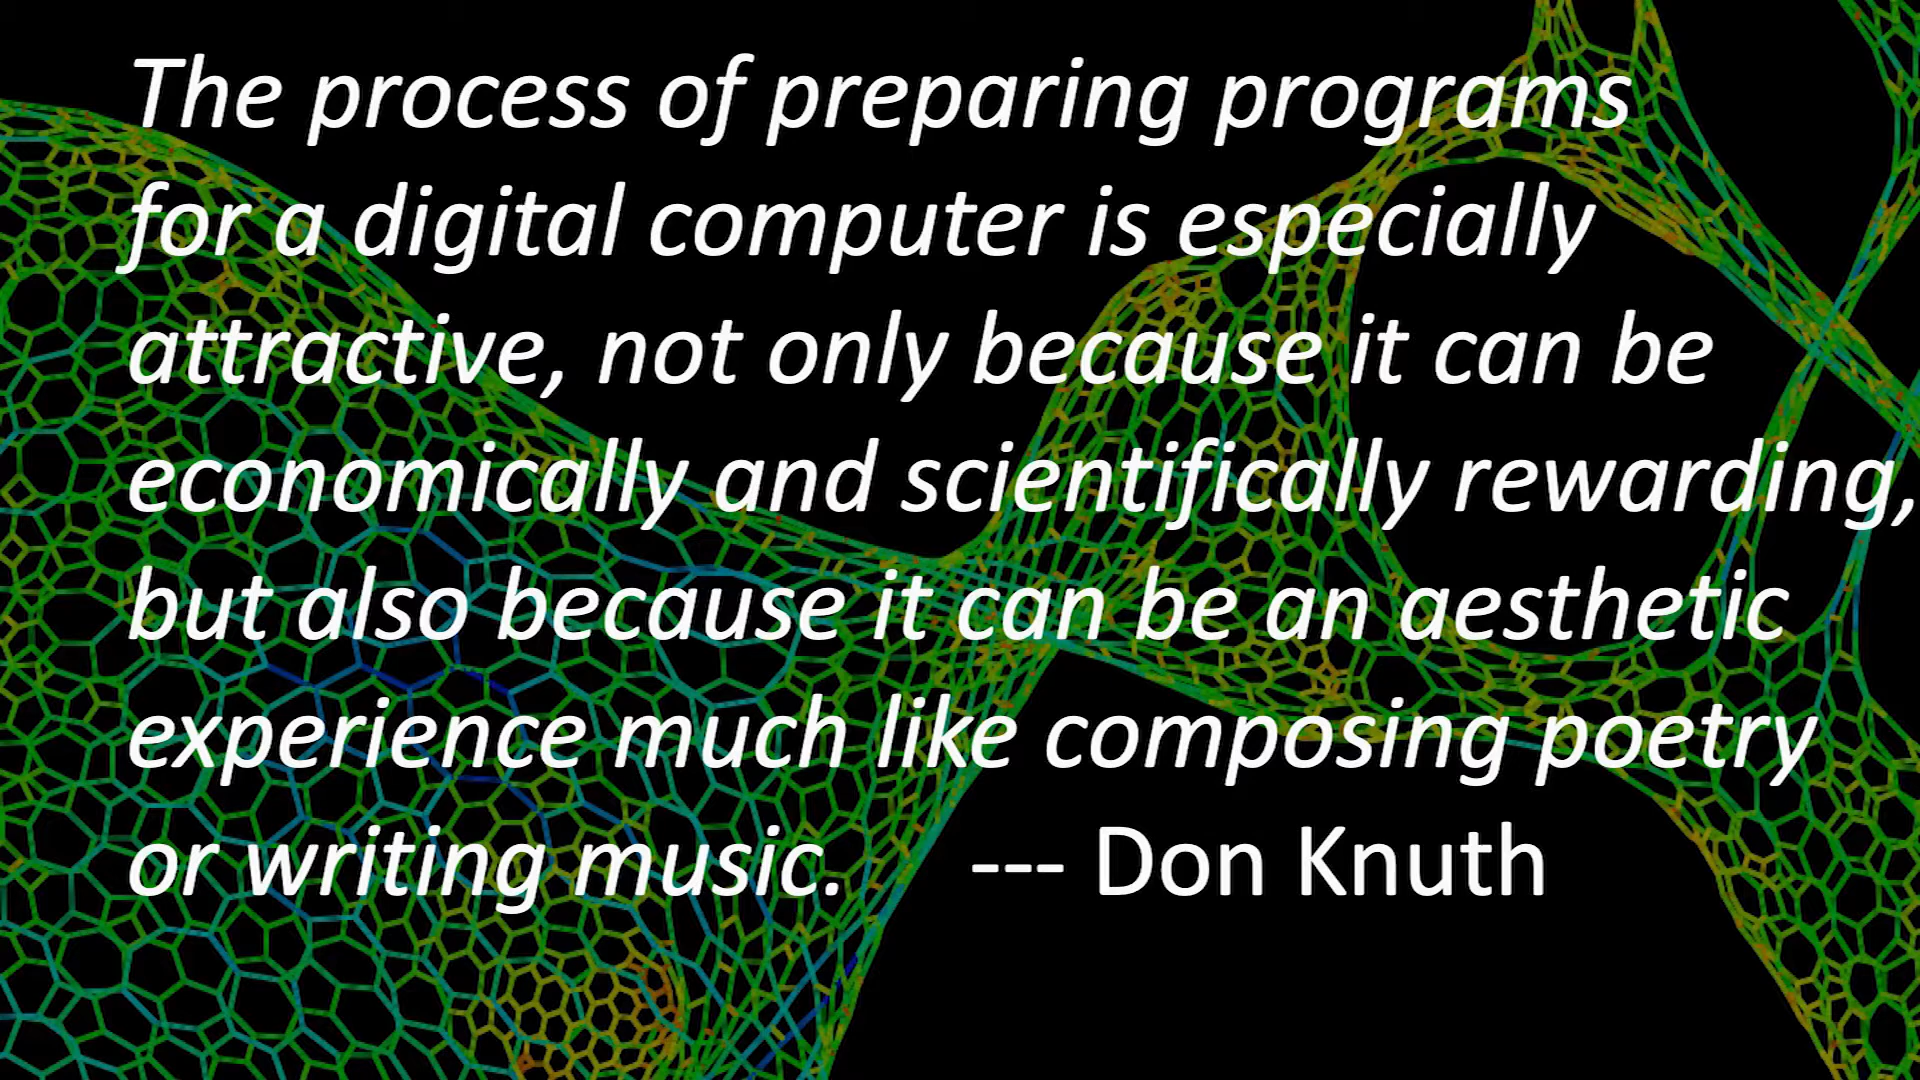 The process of preparing programs
for a digital computer is especially
attractive, not only because it can be
economically and scientifically rewarding,
but also because it can be an aesthetic
experience much like composing poetry
or writing music. --- Don Knuth